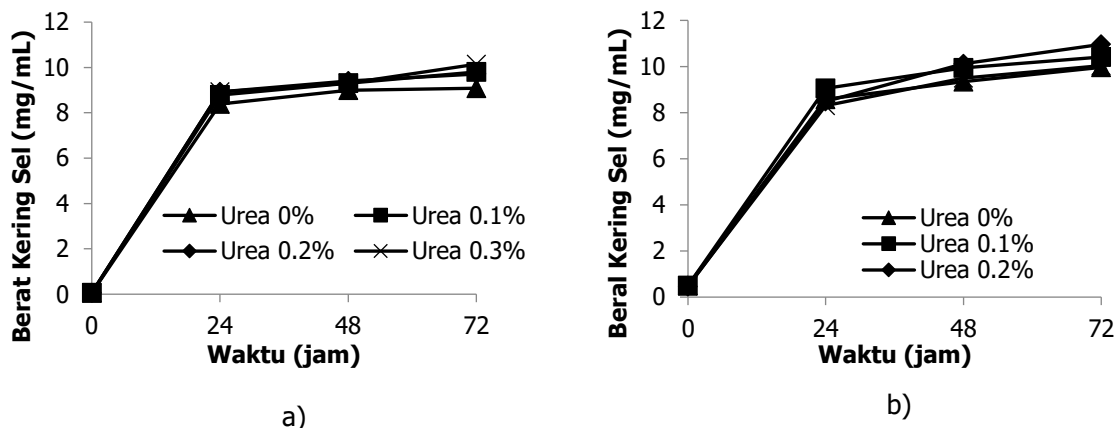 12
10
8
6
4
2
0
Berat Kering Sel (mg/mL)
Urea 0% Urea 0.1%
Urea 0.2% Urea 0.3%
0 24 48 72
Waktu (jam)
a)
12
10
8
6
4
2
0
Beral Kering Sel (mg/mL)
Urea 0%
Urea 0.1%
Urea 0.2%
0 24 48 72
Waktu (jam)
b)